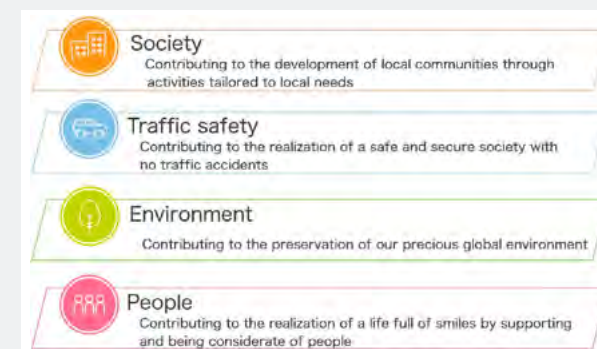 Society
Contributing to the development of local communities through
activities tailored to local needs
Traffic safety
Contributing to the realization of a safe and secure society with
no traffic accidents
Environment
Contributing to the preservation of our precious global environment
People
Contributing to the realization of a life full of smiles by supporting
and being considerate of people